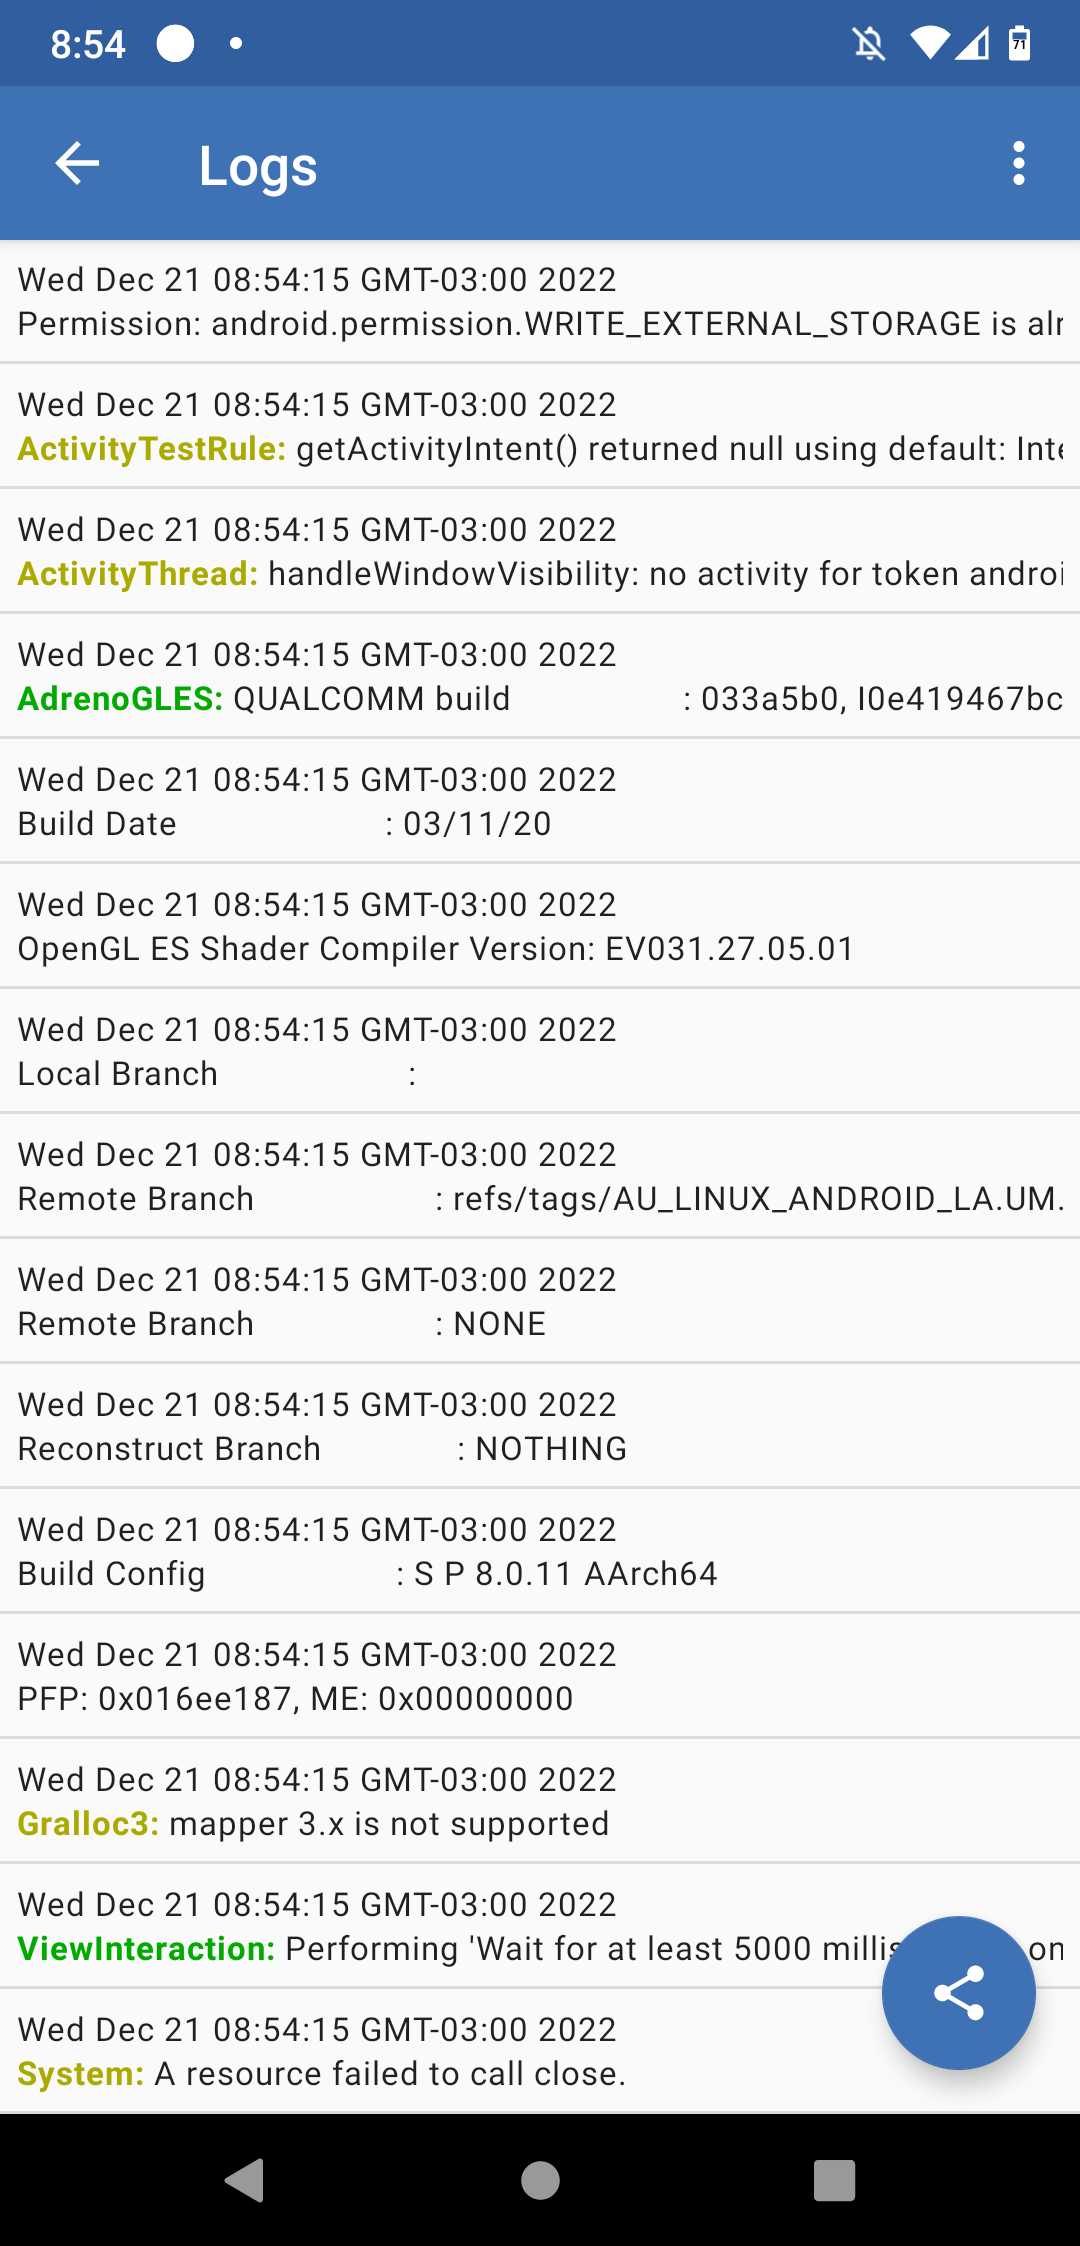 8:54
71
Logs
Wed Dec 21 08:54:15 GMT-03:00 2022
Permission: android.permission.WRITE_EXTERNAL_STORAGE is alr
Wed Dec 21 08:54:15 GMT-03:00 2022
ActivityTestRule: getActivityIntent() returned null using default: Inte
Wed Dec 21 08:54:15 GMT-03:00 2022
ActivityThread: handleWindowVisibility: no activity for token androi
Wed Dec 21 08:54:15 GMT-03:00 2022
AdrenoGLES: QUALCOMM build : 033a5b0, I0e419467bc
Wed Dec 21 08:54:15 GMT-03:00 2022
Build Date : 03/11/20
Wed Dec 21 08:54:15 GMT-03:00 2022
OpenGL ES Shader Compiler Version: EV031.27.05.01
Wed Dec 21 08:54:15 GMT-03:00 2022
Local Branch :
Wed Dec 21 08:54:15 GMT-03:00 2022
Remote Branch : refs/tags/AU_LINUX_ANDROID_LA.UM.
Wed Dec 21 08:54:15 GMT-03:00 2022
Remote Branch : NONE
Wed Dec 21 08:54:15 GMT-03:00 2022
Reconstruct Branch : NOTHING
Wed Dec 21 08:54:15 GMT-03:00 2022
Build Config : S P 8.0.11 AArch64
Wed Dec 21 08:54:15 GMT-03:00 2022
PFP: 0x016ee187, ME: 0x00000000
Wed Dec 21 08:54:15 GMT-03:00 2022
Gralloc3: mapper 3.x is not supported
Wed Dec 21 08:54:15 GMT-03:00 2022
ViewInteraction: Performing 'Wait for at least 5000 millis on
Wed Dec 21 08:54:15 GMT-03:00 2022
System: A resource failed to call close.